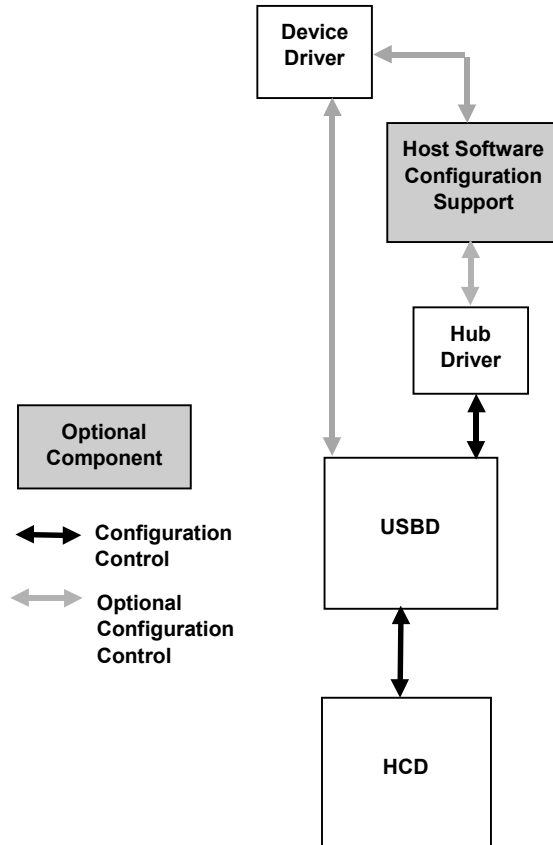 Device
Driver
Host Software
Configuration
Support
Hub
Driver
Optional
Component
USBD
Configuration
Control
Optional
Configuration
Control
HCD